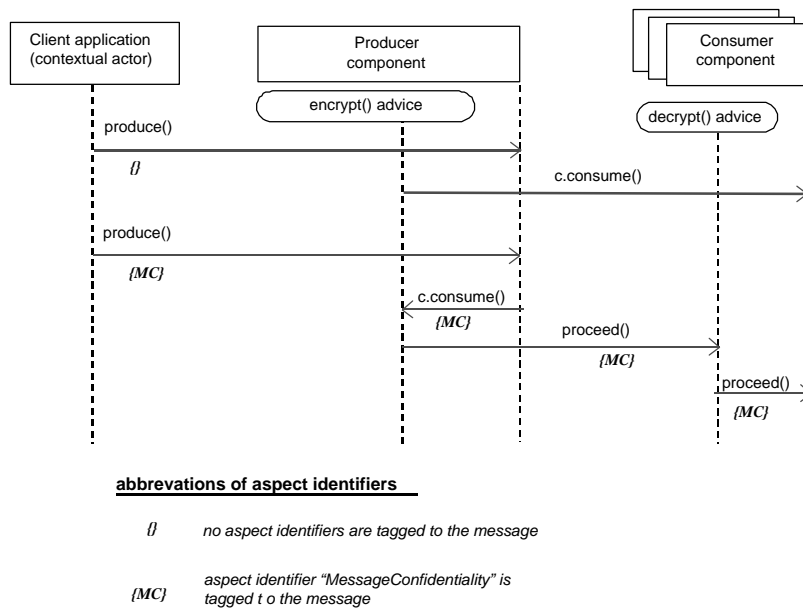 Client application
(contextual actor)
Producer
component
Consumer
component
encrypt() advice
decrypt() advice
produce()
{}
c.consume()
produce()
{MC}
c.consume()
{MC}
proceed()
{MC}
proceed()
{MC}
abbrevations of aspect identifiers
{} no aspect identifiers are tagged to the message
{MC} aspect identifier “MessageConfidentiality” is
tagged t o the message